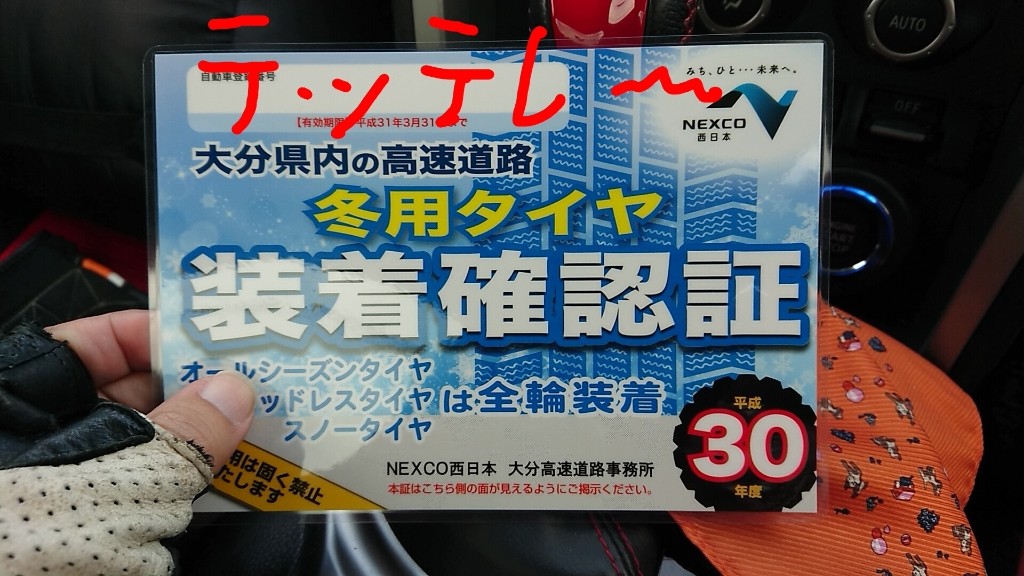 テッテレ〜
自動車登録番号
【有効期限 平成31年3月31 で
みち、ひと・・・未来へ。
NEXCO
西日本
大分県内の高速道路
冬用タイヤ
装着確認証
オールシーズンタイヤ
ッドレスタイヤ
スノータイヤ
は全輪装着
平成
30
年度
用は固く禁止
たします
NEXCO西日本 大分高速道路事務所
本証はこちら側の面が見えるようにご掲示ください。
AUTO
OFF